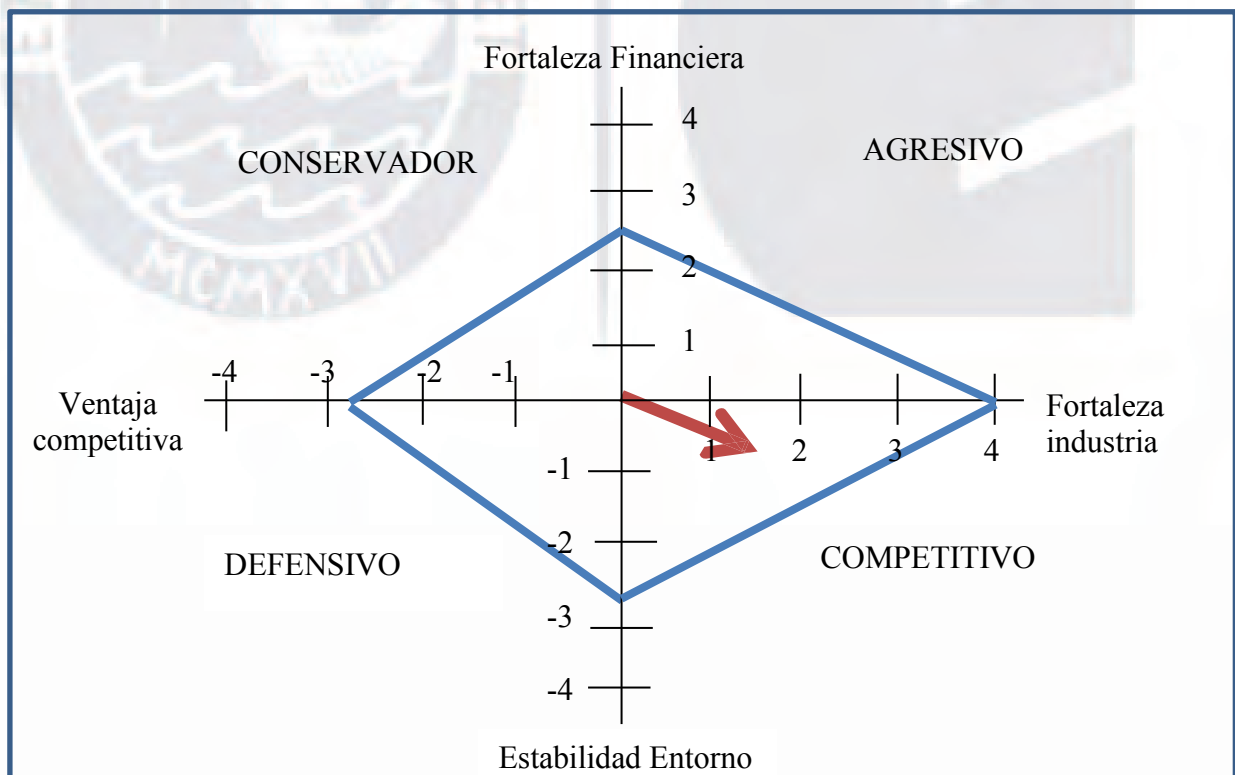 Fortaleza Financiera
4
CONSERVADOR
AGRESIVO
3
2
1
-4
-3
-2
-1
Ventaja
competitiva
Fortaleza
industria
1
2
3
4
-1
-2
DEFENSIVO
COMPETITIVO
-3
-4
Estabilidad Entorno
MCMXVII